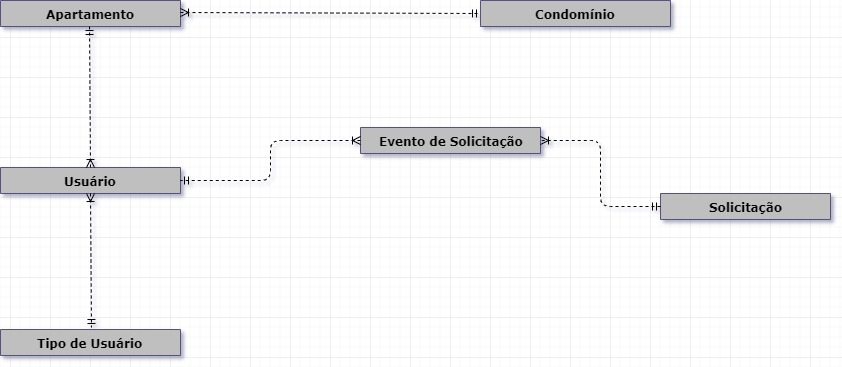 Apartamento
Condomínio
Evento de Solicitação
Usuário
Solicitação
Tipo de Usuário